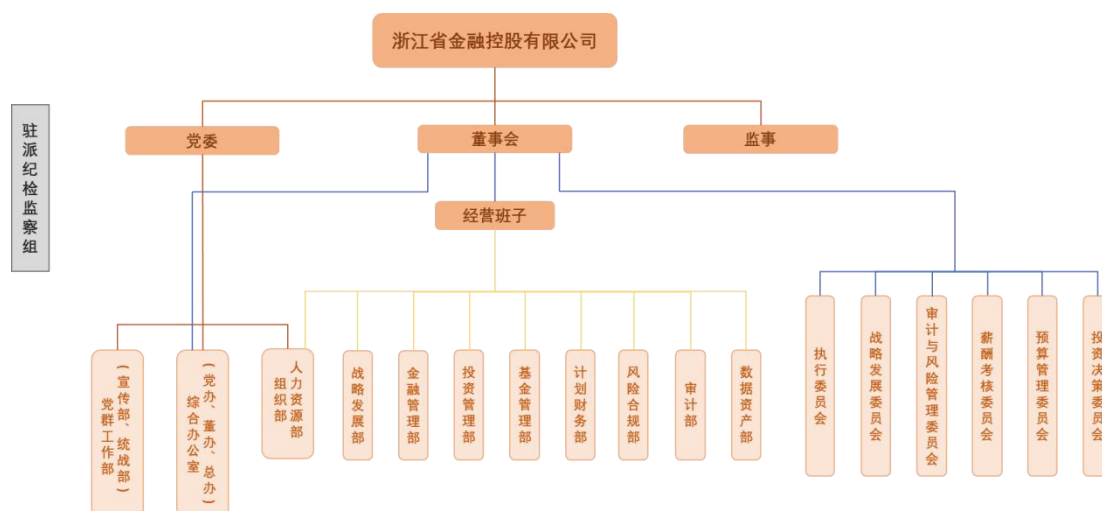 浙江省金融控股有限公司
驻派纪检监察组
党委
董事会
监事
经营班子
党群工作部
(宣传部、统战部)
综合办公室
(党办、董办、总办)
组织部
人力资源部
战略发展部
金融管理部
投资管理部
基金管理部
计划财务部
风险合规部
审计部
数据资产部
执行委员会
战略发展委员会
审计与风险管理委员会
薪酬考核委员会
预算管理委员会
投资决策委员会